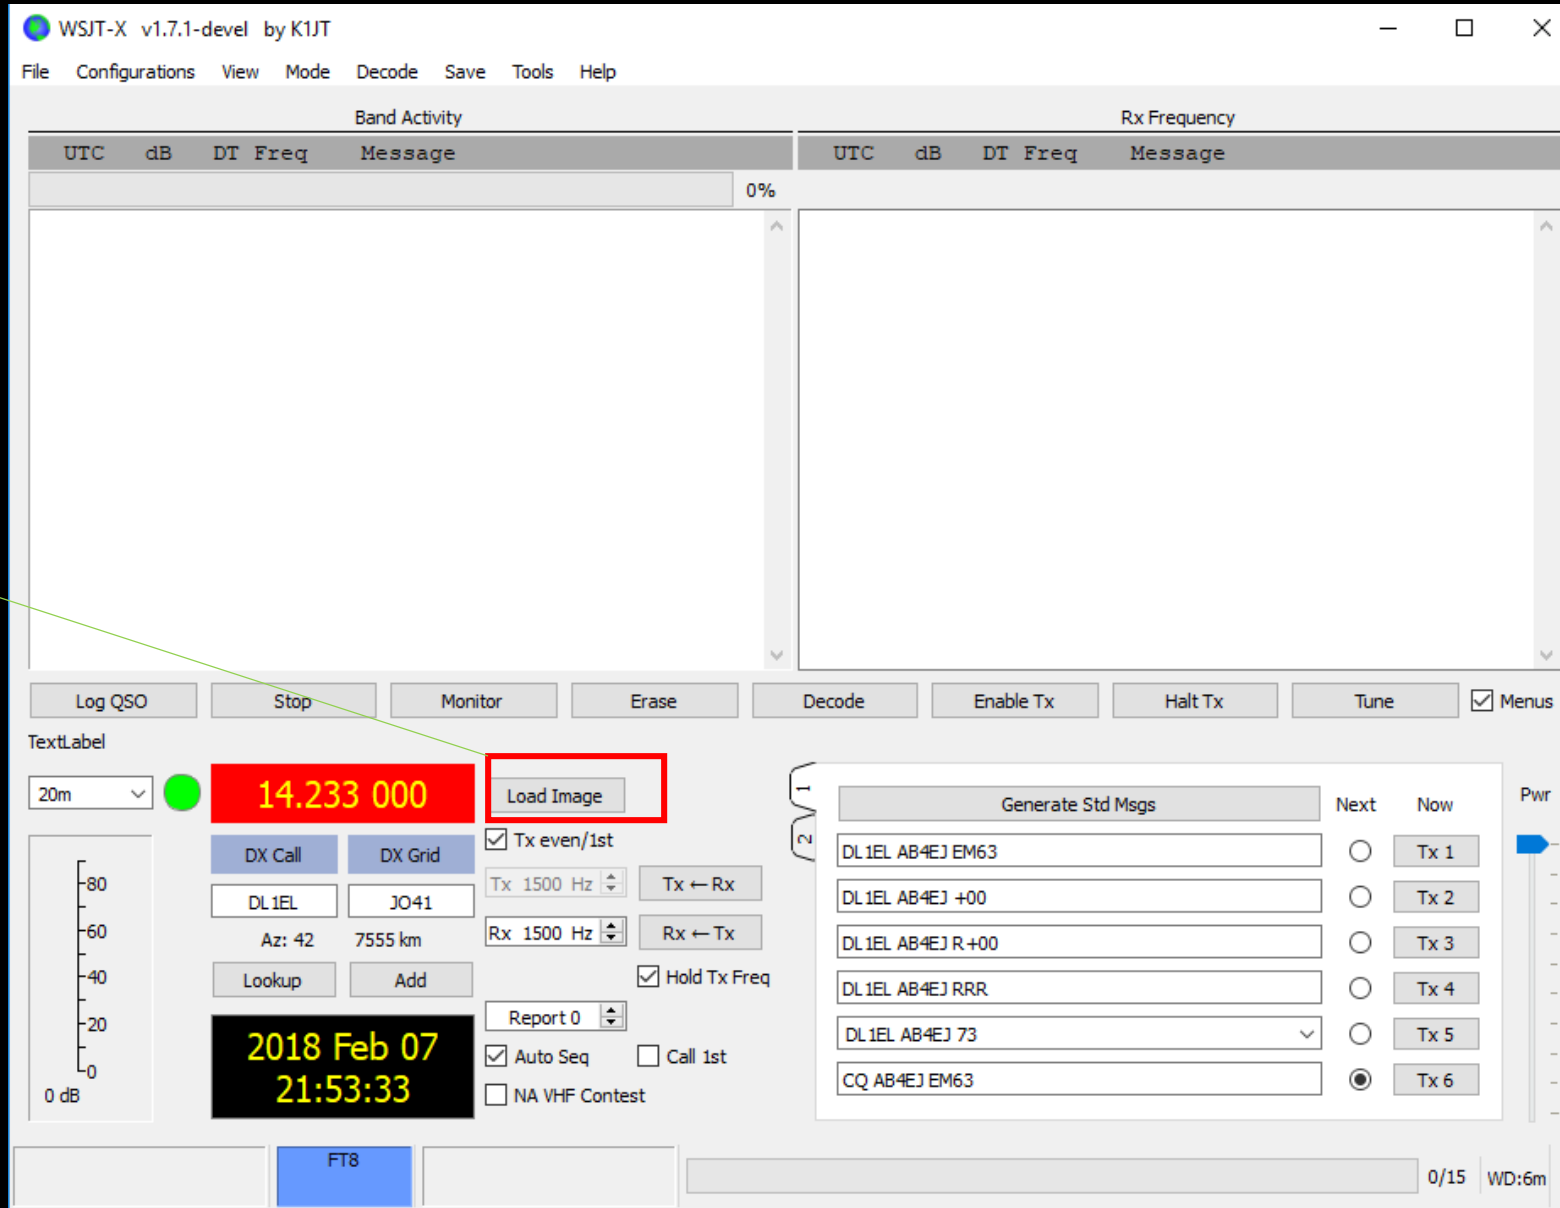 WSJT-X v1.7.1-devel by K1JT
File Configurations View Mode Decode Save Tools Help
Band Activity
Rx Frequency
UTC dB DT Freq Message
UTC dB DT Freq Message
0%
Log QSO Stop Monitor Erase Decode Enable Tx Halt Tx Tune Menus
TextLabel
20m
14.233 000
Load Image
Tx even/1st
DX Call DX Grid
DL1EL JO41
Az: 42 7555 km
Lookup Add
Tx 1500 Hz Tx ← Rx
Rx 1500 Hz Rx ← Tx
Hold Tx Freq
Report 0
Auto Seq Call 1st
NA VHF Contest
2018 Feb 07
21:53:33
80
60
40
20
0
0 dB
1
2
Generate Std Msgs Next Now
DL1EL AB4EJ EM63 Tx 1
DL1EL AB4EJ +00 Tx 2
DL1EL AB4EJ R+00 Tx 3
DL1EL AB4EJ RRR Tx 4
DL1EL AB4EJ 73 Tx 5
CQ AB4EJ EM63 Tx 6
Pwr
FT8
0/15 WD:6m